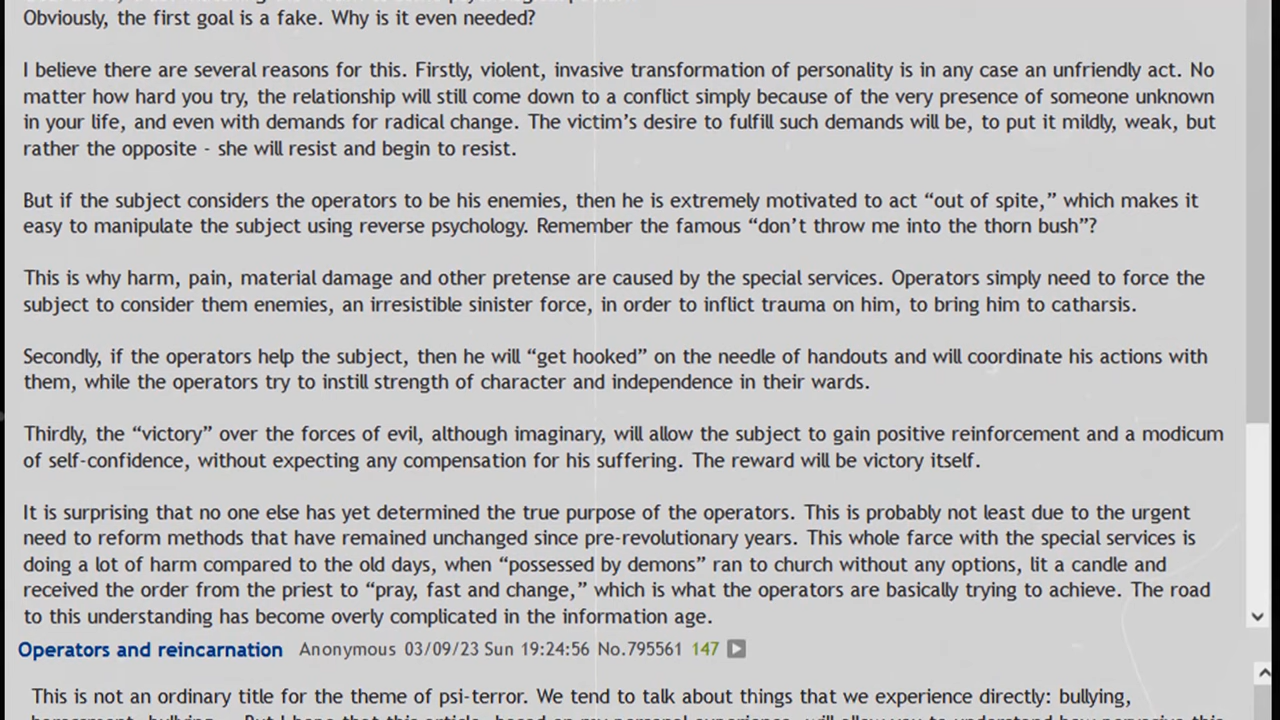 Obviously, the first goal is a fake. Why is it even needed?
I believe there are several reasons for this. Firstly, violent, invasive transformation of personality is in any case an unfriendly act. No
matter how hard you try, the relationship will still come down to a conflict simply because of the very presence of someone unknown
in your life, and even with demands for radical change. The victim’s desire to fulfill such demands will be, to put it mildly, weak, but
rather the opposite - she will resist and begin to resist.
But if the subject considers the operators to be his enemies, then he is extremely motivated to act “out of spite,” which makes it
easy to manipulate the subject using reverse psychology. Remember the famous “don’t throw me into the thorn bush”?
This is why harm, pain, material damage and other pretense are caused by the special services. Operators simply need to force the
subject to consider them enemies, an irresistible sinister force, in order to inflict trauma on him, to bring him to catharsis.
Secondly, if the operators help the subject, then he will “get hooked” on the needle of handouts and will coordinate his actions with
them, while the operators try to instill strength of character and independence in their wards.
Thirdly, the “victory” over the forces of evil, although imaginary, will allow the subject to gain positive reinforcement and a modicum
of self-confidence, without expecting any compensation for his suffering. The reward will be victory itself.
It is surprising that no one else has yet determined the true purpose of the operators. This is probably not least due to the urgent
need to reform methods that have remained unchanged since pre-revolutionary years. This whole farce with the special services is
doing a lot of harm compared to the old days, when “possessed by demons” ran to church without any options, lit a candle and
received the order from the priest to “pray, fast and change,” which is what the operators are basically trying to achieve. The road
to this understanding has become overly complicated in the information age.
Operators and reincarnation Anonymous 03/09/23 Sun 19:24:56 No.795561 147
This is not an ordinary title for the theme of psi-terror. We tend to talk about things that we experience directly: bullying,